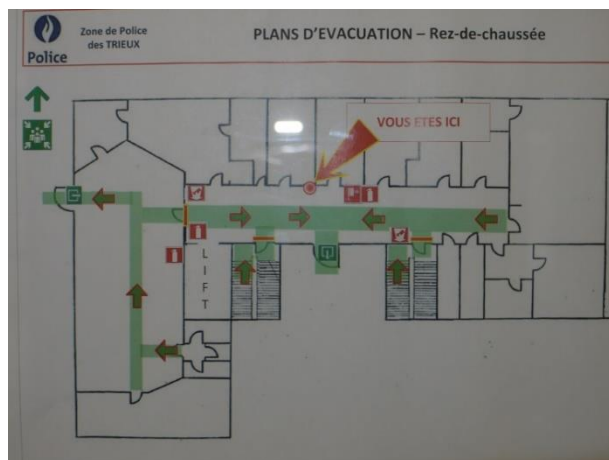 Police
Zone de Police
des TRIEUX
PLANS D'EVACUATION – Rez-de-chaussée
VOUS ETES ICI
L
I
F
T